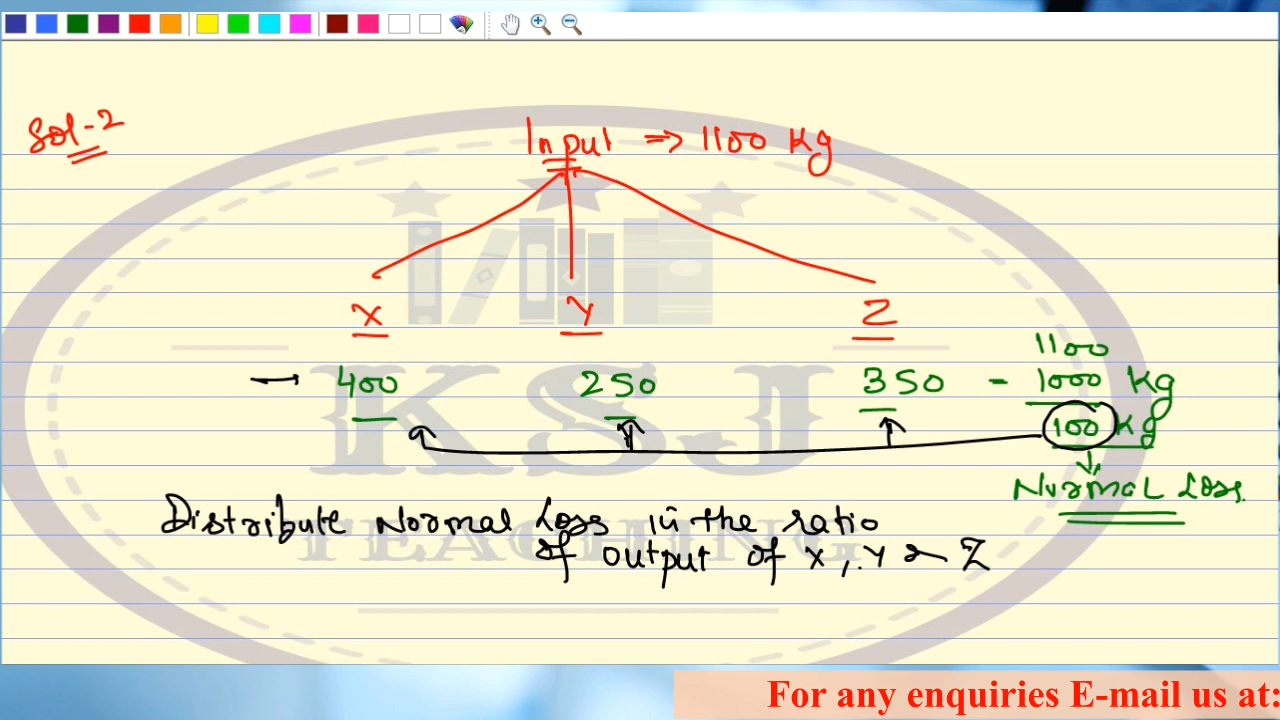 Sol-2
Input ⇒ 1100 Kg
X Y Z
1100
400 250 350 - 1000 Kg
100 Kg
Normal Loss
Distribute Normal Loss in the ratio
of output of X, Y & Z
KSJ
TEACHING
For any enquiries E-mail us at: